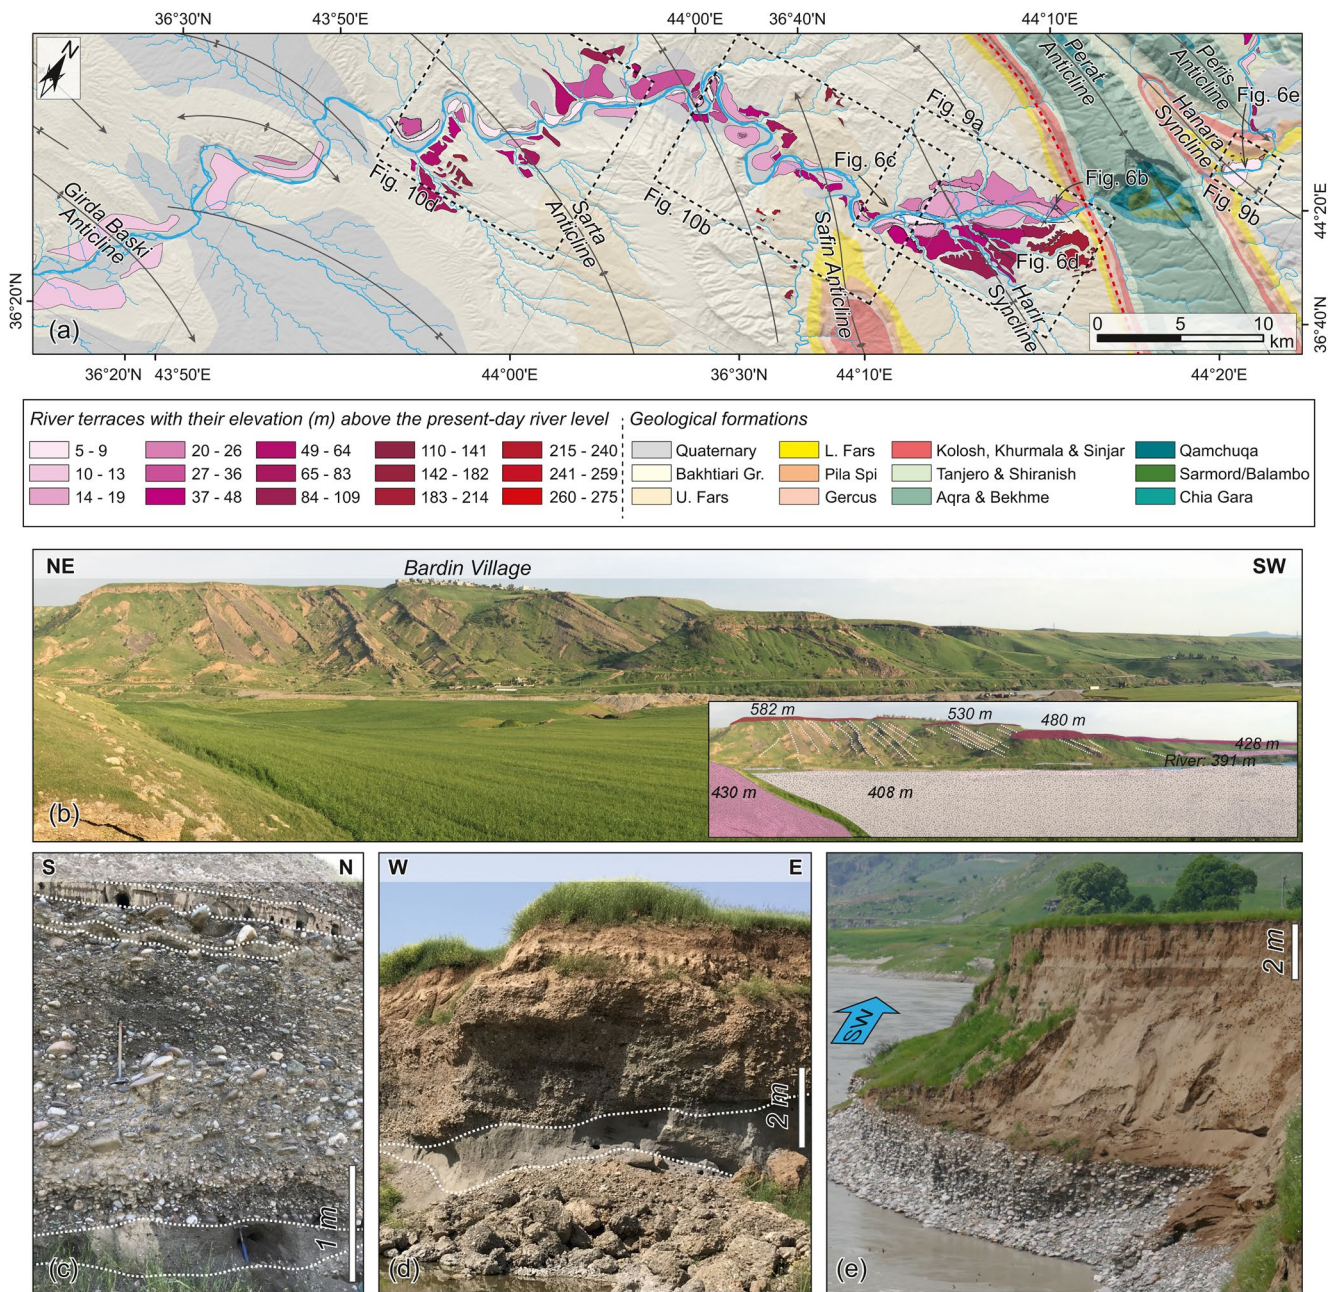 36°30'N 43°50'E 44°00'E 36°40'E 44°10'E
N
Perat Anticline
Peris Anticline
Hanara Syncline
Fig. 6e
Fig. 9a
Fig. 6c
Fig. 6b
Fig. 9b
44°20'E
Fig. 10d
Fig. 10b
Girda Baski Anticline
Sarta Anticline
Safin Anticline
Fig. 6d
Harir Syncline
36°20'N
36°40'N
(a)
0 5 10
km
36°20'N 43°50'E 44°00'E 36°30'N 44°10'E 44°20'E
River terraces with their elevation (m) above the present-day river level
5 - 9 20 - 26 49 - 64 110 - 141 215 - 240
10 - 13 27 - 36 65 - 83 142 - 182 241 - 259
14 - 19 37 - 48 84 - 109 183 - 214 260 - 275
Geological formations
Quaternary L. Fars Kolosh, Khurmala & Sinjar Qamchuqa
Bakhtiari Gr. Pila Spi Tanjero & Shiranish Sarmord/Balambo
U. Fars Gercus Aqra & Bekhme Chia Gara
NE Bardin Village SW
582 m 530 m 480 m
428 m
River: 391 m
430 m 408 m
(b)
S N
1 m
(c)
W E
2 m
(d)
2 m
SW
(e)